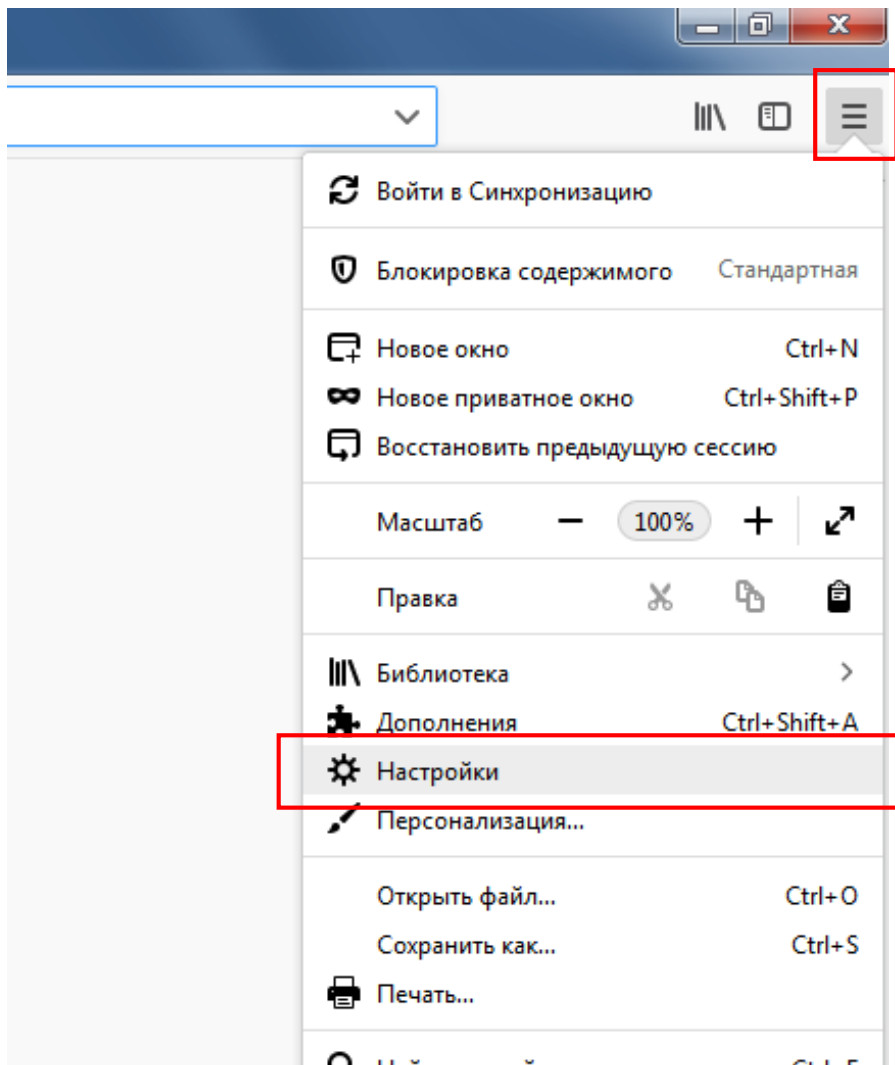 Войти в Синхронизацию
Блокировка содержимого Стандартная
Новое окно Ctrl+N
Новое приватное окно Ctrl+Shift+P
Восстановить предыдущую сессию
Масштаб 100%
Правка
Библиотека
Дополнения Ctrl+Shift+A
Настройки
Персонализация...
Открыть файл... Ctrl+O
Сохранить как... Ctrl+S
Печать...